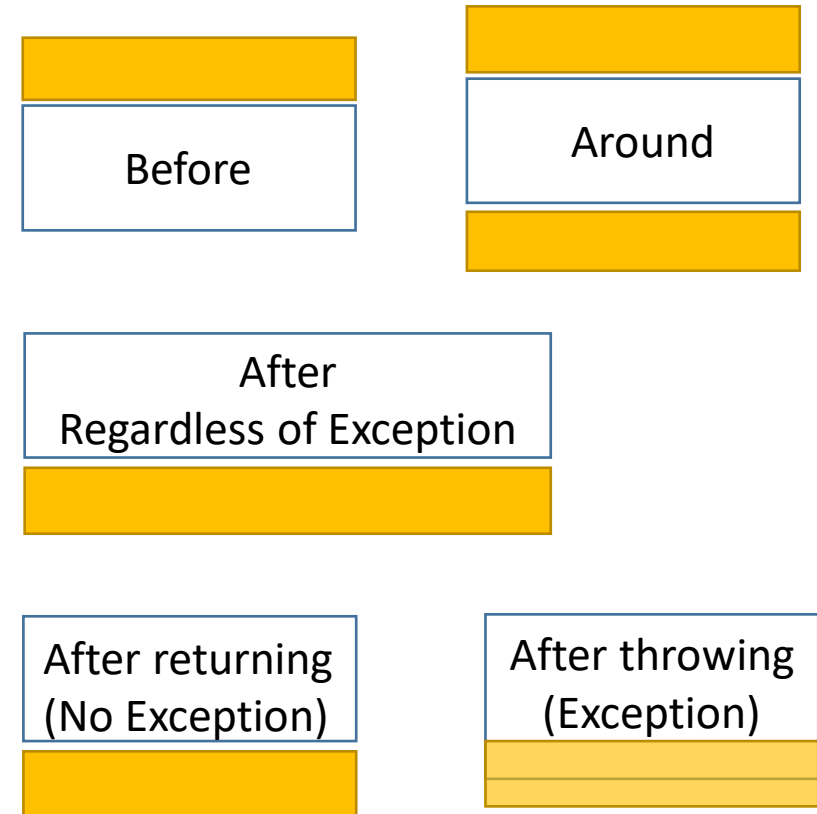 Before
Around
After
Regardless of Exception
After returning
(No Exception)
After throwing
(Exception)